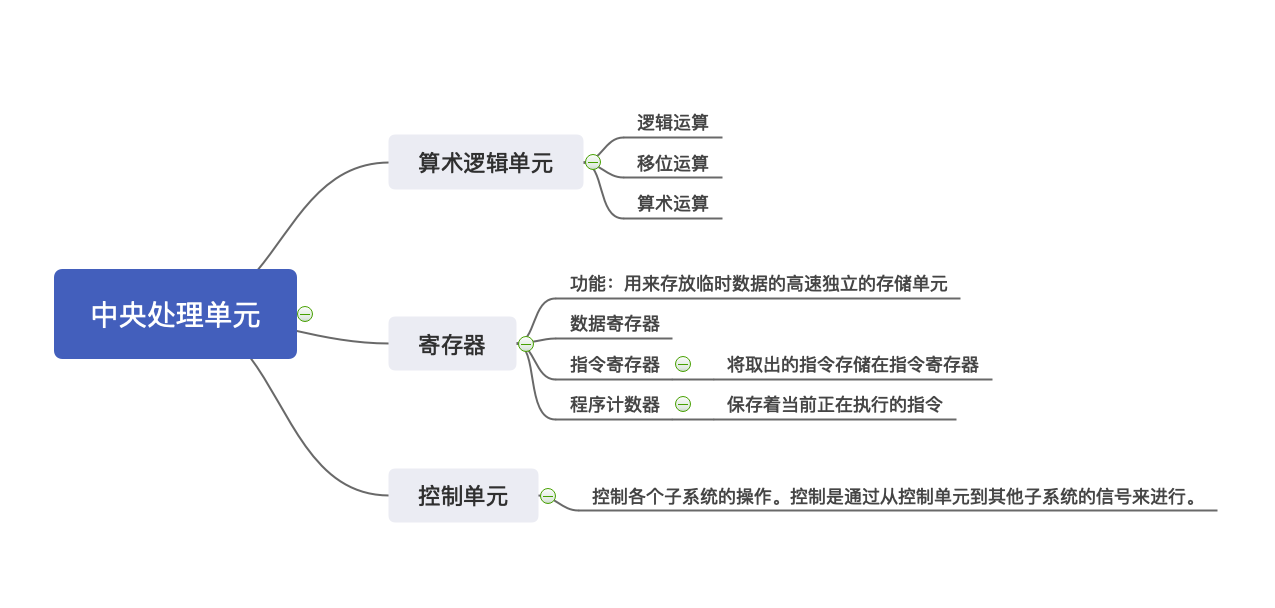 中央处理单元
算术逻辑单元
逻辑运算
移位运算
算术运算
寄存器
功能：用来存放临时数据的高速独立的存储单元
数据寄存器
指令寄存器
将取出的指令存储在指令寄存器
程序计数器
保存着当前正在执行的指令
控制单元
控制各个子系统的操作。控制是通过从控制单元到其他子系统的信号来进行。